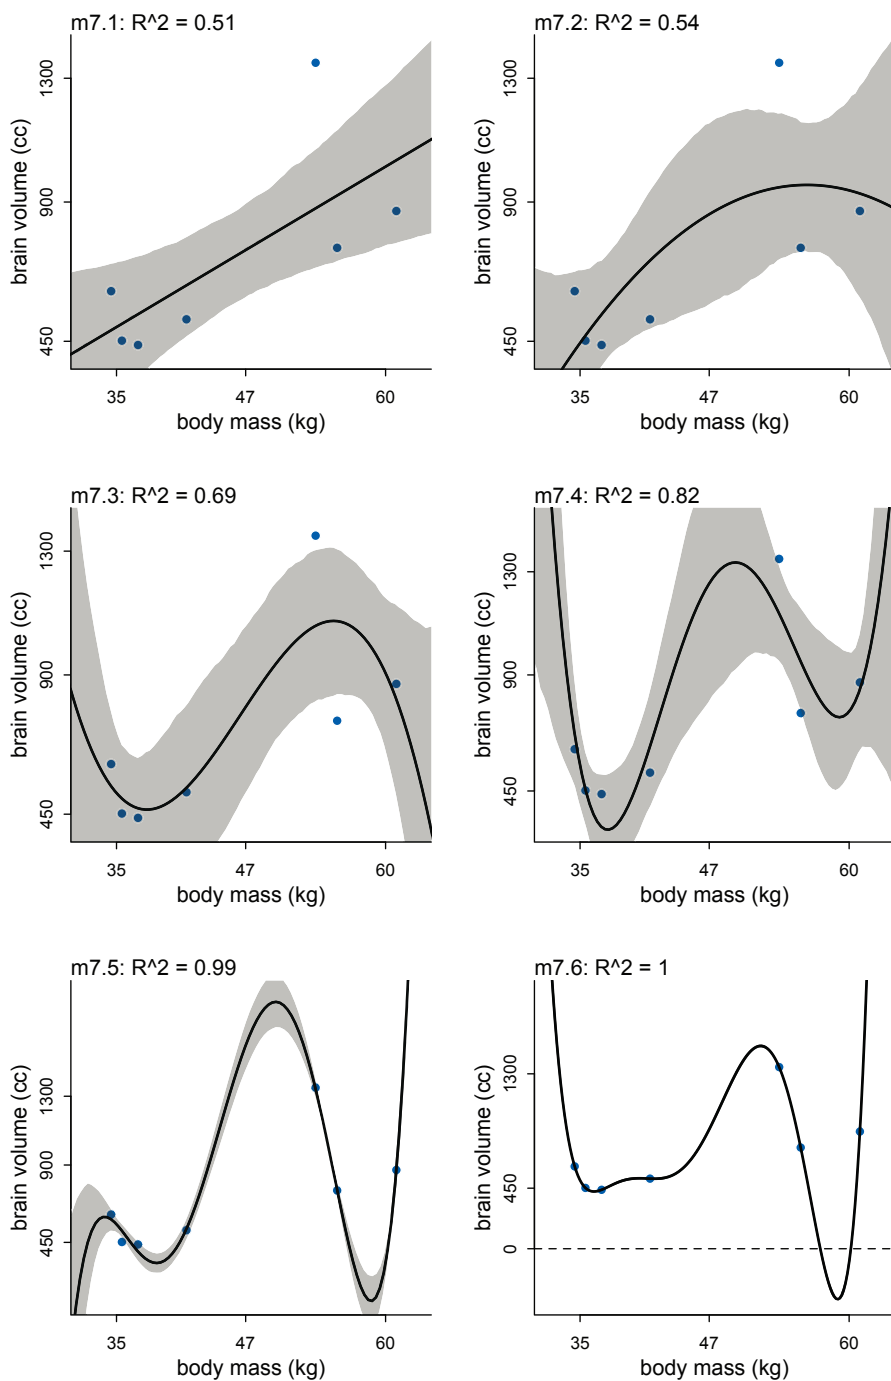 m7.1: R^2 = 0.51
1300
900
450
brain volume (cc)
35 47 60
body mass (kg)
m7.2: R^2 = 0.54
1300
900
450
brain volume (cc)
35 47 60
body mass (kg)
m7.3: R^2 = 0.69
1300
900
450
brain volume (cc)
35 47 60
body mass (kg)
m7.4: R^2 = 0.82
1300
900
450
brain volume (cc)
35 47 60
body mass (kg)
m7.5: R^2 = 0.99
1300
900
450
brain volume (cc)
35 47 60
body mass (kg)
m7.6: R^2 = 1
1300
450
0
brain volume (cc)
35 47 60
body mass (kg)